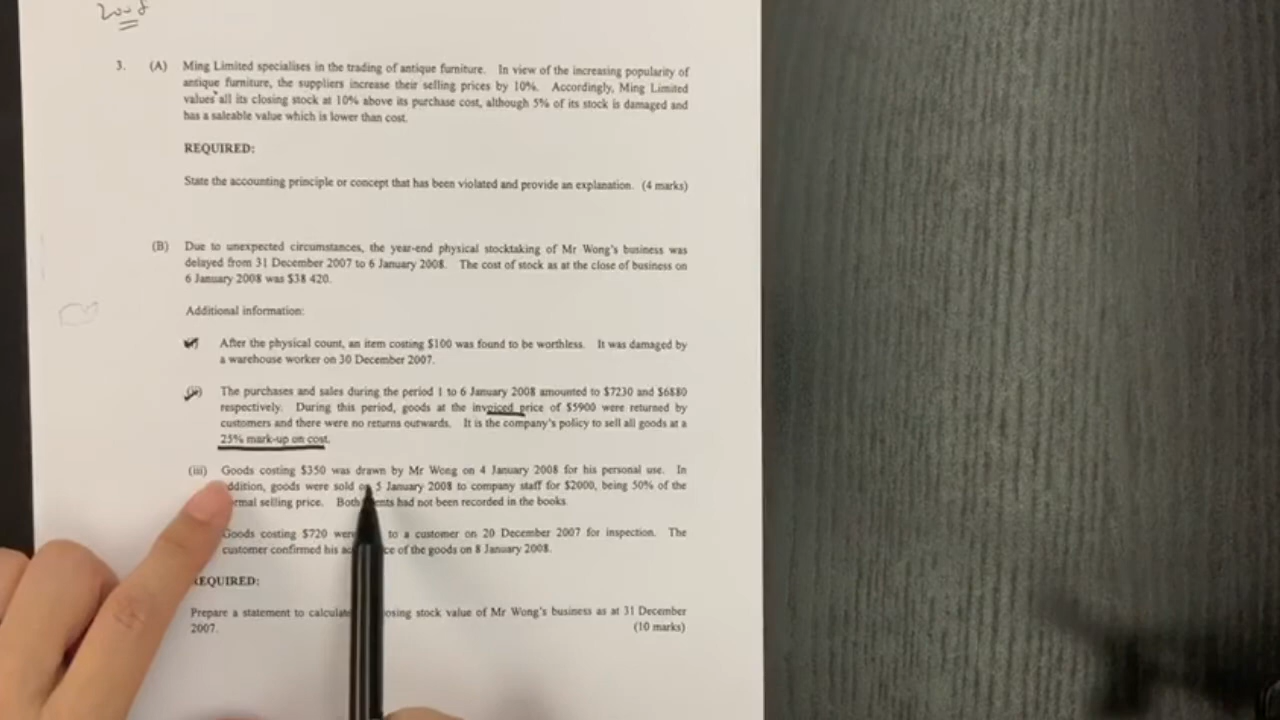 2008
3. (A) Ming Limited specialises in the trading of antique furniture. In view of the increasing popularity of
antique furniture, the suppliers increase their selling prices by 10%. Accordingly, Ming Limited
values all its closing stock at 10% above its purchase cost, although 5% of its stock is damaged and
has a saleable value which is lower than cost.
REQUIRED:
State the accounting principle or concept that has been violated and provide an explanation. (4 marks)
(B) Due to unexpected circumstances, the year-end physical stocktaking of Mr Wong's business was
delayed from 31 December 2007 to 6 January 2008. The cost of stock as at the close of business on
6 January 2008 was $38 420.
Additional information:
After the physical count, an item costing $100 was found to be worthless. It was damaged by
a warehouse worker on 30 December 2007.
The purchases and sales during the period 1 to 6 January 2008 amounted to $7230 and $6880
respectively. During this period, goods at the invoiced price of $5900 were returned by
customers and there were no returns outwards. It is the company's policy to sell all goods at a
25% mark-up on cost.
(iii) Goods costing $350 was drawn by Mr Wong on 4 January 2008 for his personal use. In
ddition, goods were sold 5 January 2008 to company staff for $2000, being 50% of the
rmal selling price. Both nts had not been recorded in the books.
Goods costing $720 wer to a customer on 20 December 2007 for inspection. The
customer confirmed his ac ce of the goods on 8 January 2008.
EQUIRED:
Prepare a statement to calculate osing stock value of Mr Wong's business as at 31 December
2007. (10 marks)